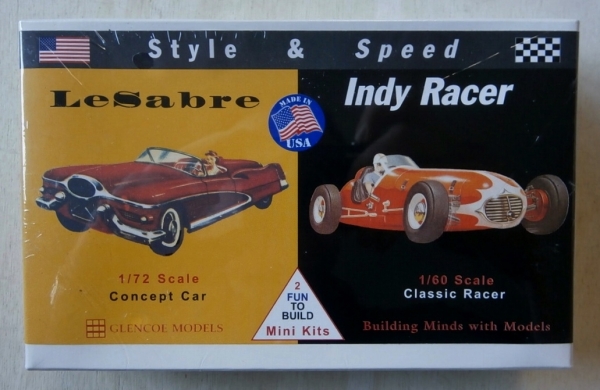 Style & Speed
LeSabre
Indy Racer
MADE IN
USA
1/72 Scale
Concept Car
1/60 Scale
Classic Racer
2
FUN
TO
BUILD
Mini Kits
GLENCOE MODELS
Building Minds with Models